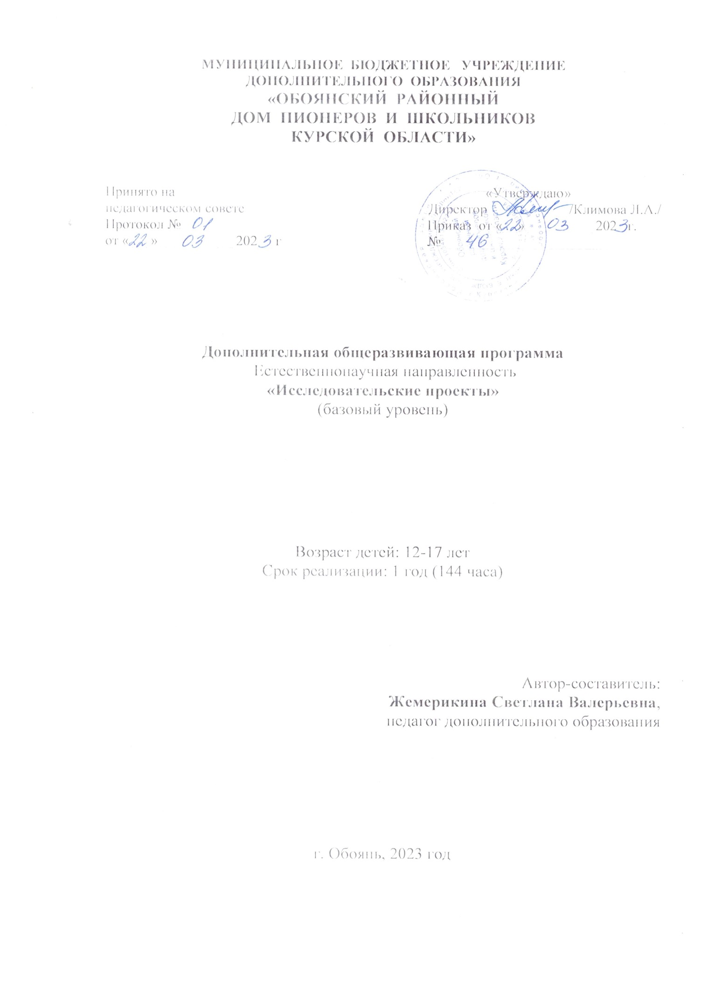 МУНИЦИПАЛЬНОЕ БЮДЖЕТНОЕ УЧРЕЖДЕНИЕ
ДОПОЛНИТЕЛЬНОГО ОБРАЗОВАНИЯ
«ОБОЯНСКИЙ РАЙОННЫЙ
ДОМ ПИОНЕРОВ И ШКОЛЬНИКОВ
КУРСКОЙ ОБЛАСТИ»
Принято на
педагогическом совете
Протокол № 01
от «22» 03 2023 г
«Утверждаю»
Директор /Климова Л.А./
Приказ от «22» 03 2023г.
№ 46
Дополнительная общеразвивающая программа
Естественнонаучная направленность
«Исследовательские проекты»
(базовый уровень)
Возраст детей: 12-17 лет
Срок реализации: 1 год (144 часа)
Автор-составитель:
Жемерикина Светлана Валерьевна,
педагог дополнительного образования
г. Обоянь, 2023 год